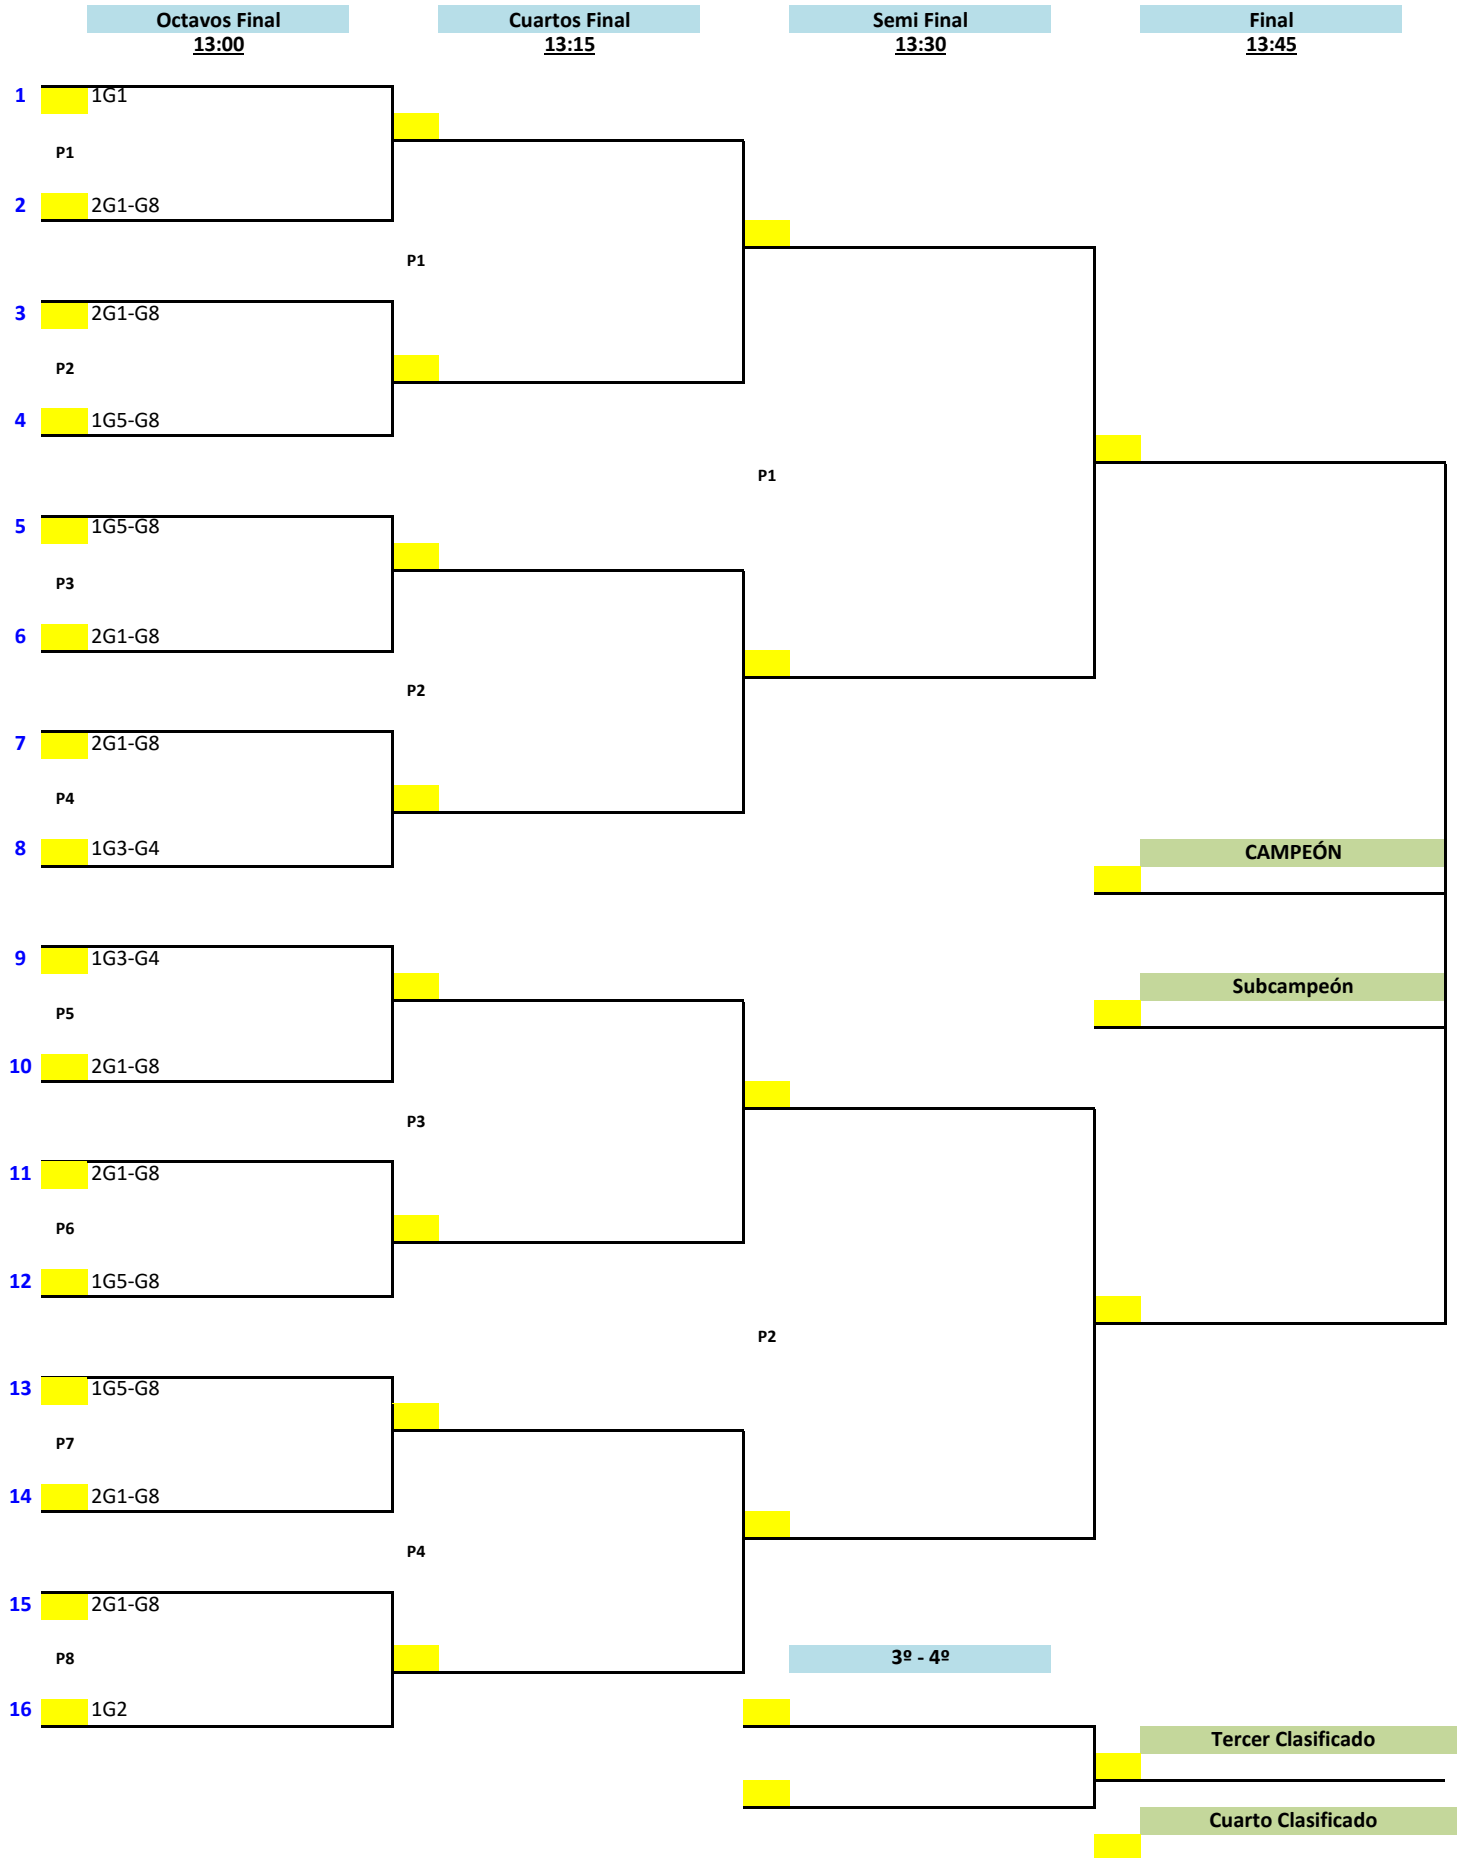 Octavos Final Cuartos Final Semi Final Final
13:00 13:15 13:30 13:45
1 1G1
P1
2 2G1-G8
P1
3 2G1-G8
P2
4 1G5-G8
P1
5 1G5-G8
P3
6 2G1-G8
P2
7 2G1-G8
P4
8 1G3-G4 CAMPEÓN
9 1G3-G4
Subcampeón
P5
10 2G1-G8
P3
11 2G1-G8
P6
12 1G5-G8
P2
13 1G5-G8
P7
14 2G1-G8
P4
15 2G1-G8
P8 3º - 4º
16 1G2
Tercer Clasificado
Cuarto Clasificado